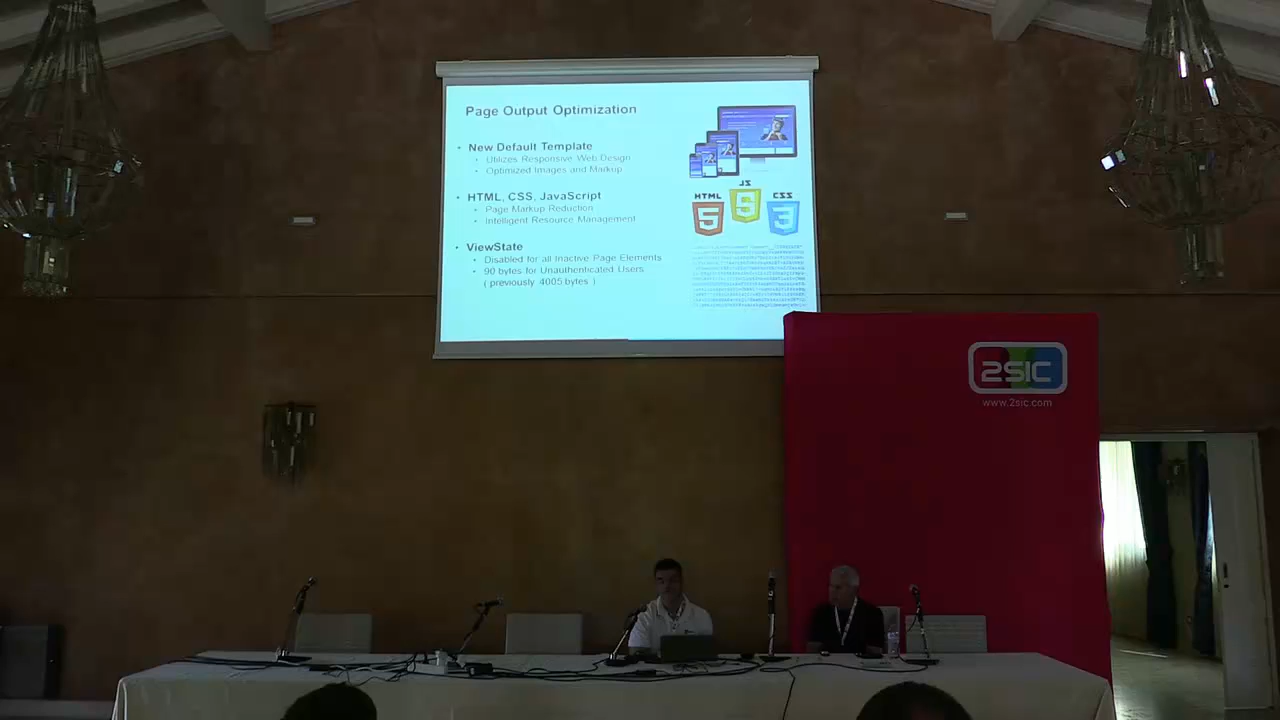 Page Output Optimization
• New Default Template
• Utilizes Responsive Web Design
• Optimized Images and Markup
• HTML, CSS, JavaScript
• Page Markup Reduction
• Intelligent Resource Management
• ViewState
• Disabled for all Inactive Page Elements
• 90 bytes for Unauthenticated Users
( previously 4005 bytes )
JS
HTML
CSS
5
3
2SIC
www.2sic.com